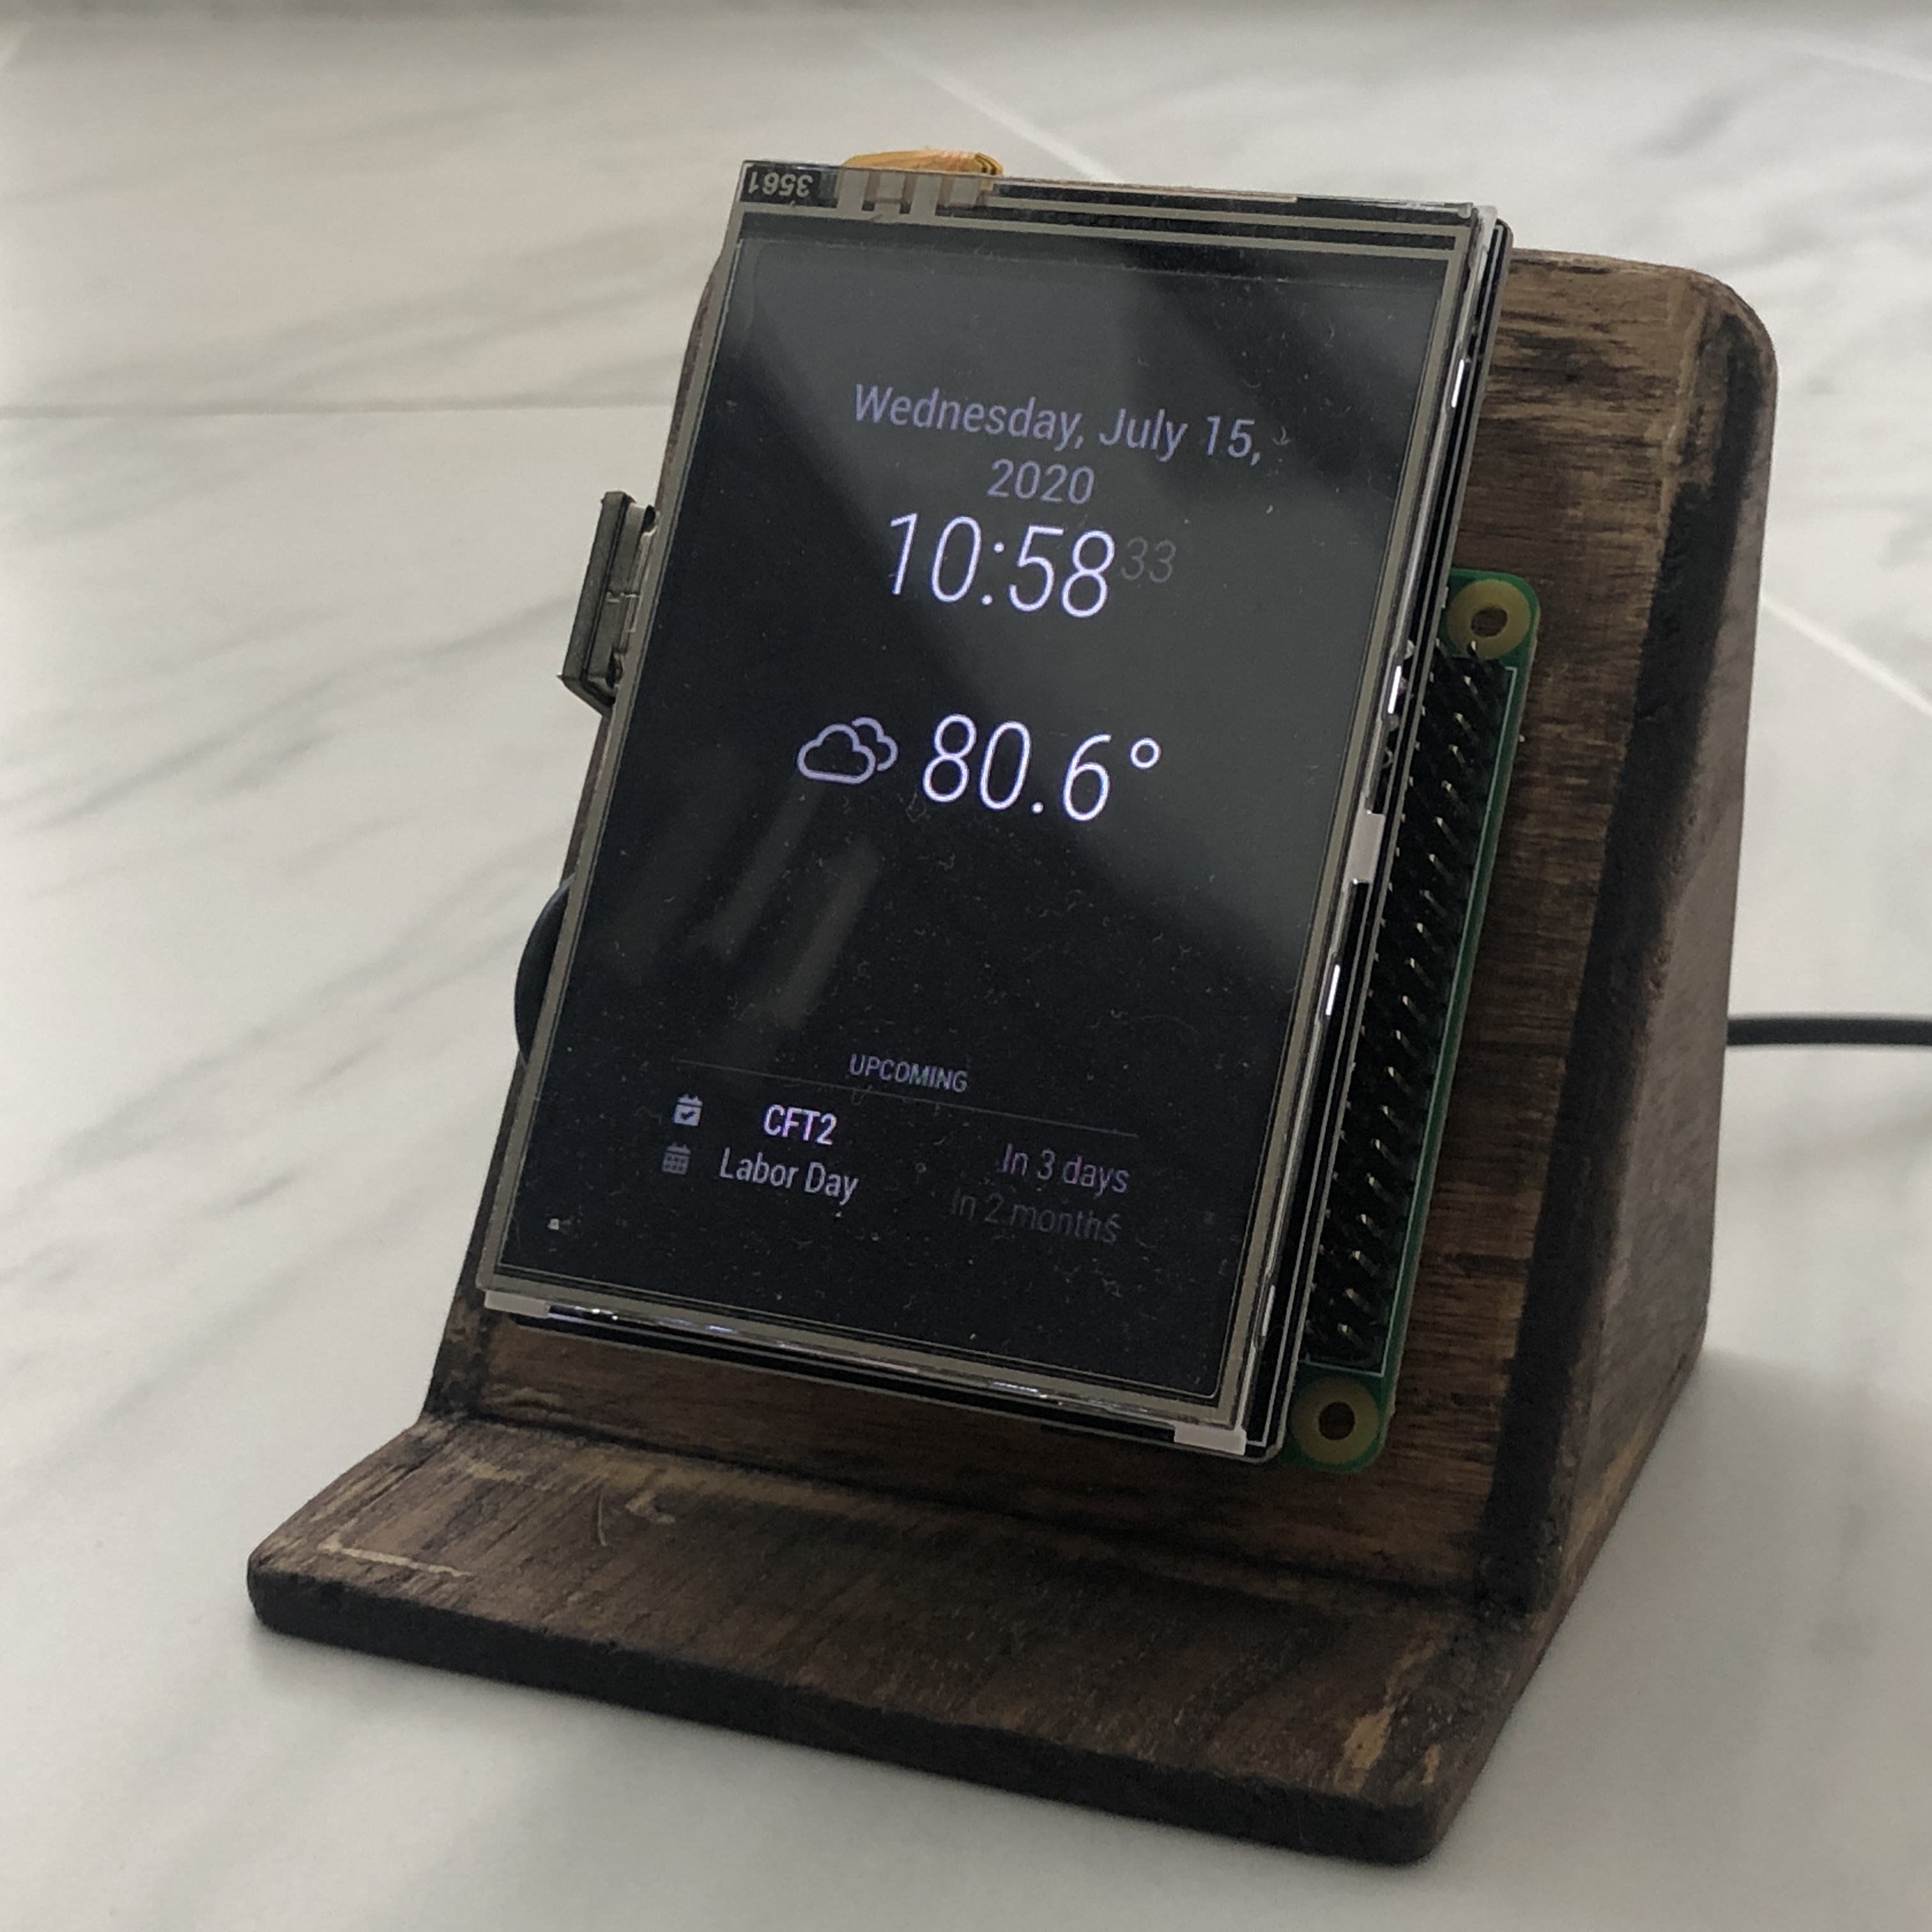 3561
Wednesday, July 15,
2020
10:58 33
80.6°
UPCOMING
CFT2 In 3 days
Labor Day In 2 months